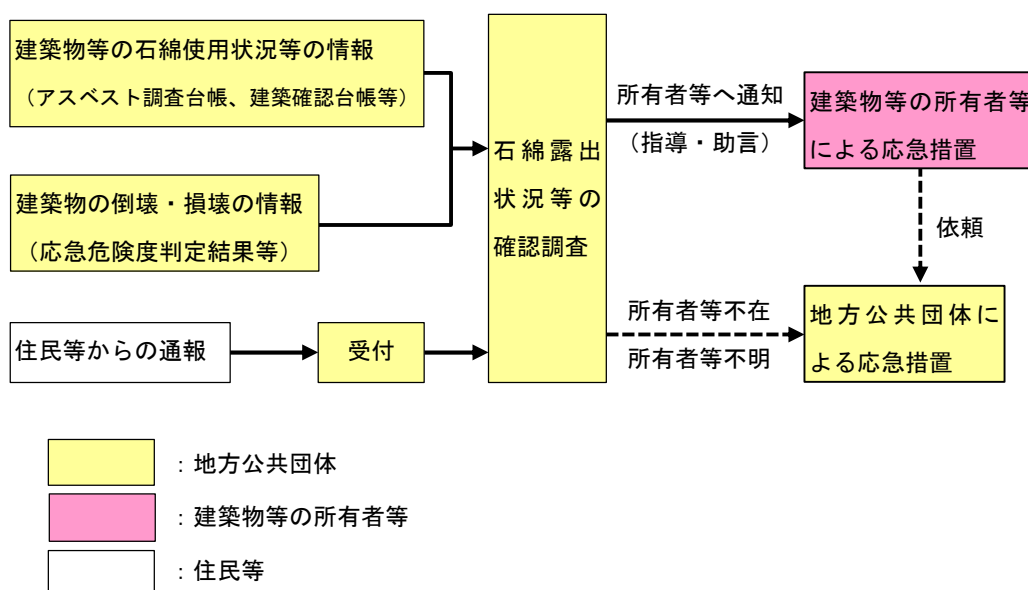 建築物等の石綿使用状況等の情報
（アスベスト調査台帳、建築確認台帳等）
建築物の倒壊・損壊の情報
（応急危険度判定結果等）
住民等からの通報
受付
石綿露出
状況等の
確認調査
所有者等へ通知
（指導・助言）
建築物等の所有者等
による応急措置
依頼
所有者等不在
所有者等不明
地方公共団体に
よる応急措置
：地方公共団体
：建築物等の所有者等
：住民等